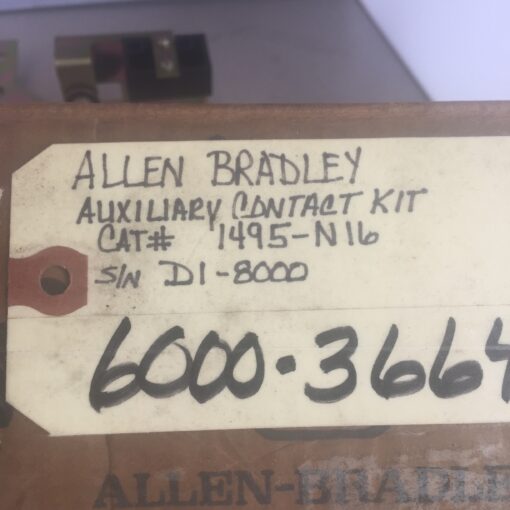 ALLEN BRADLEY
AUXILIARY CONTACT KIT
CAT# 1495-N16
S/N D1-8000
6000-3664
ALLEN-BRADLE